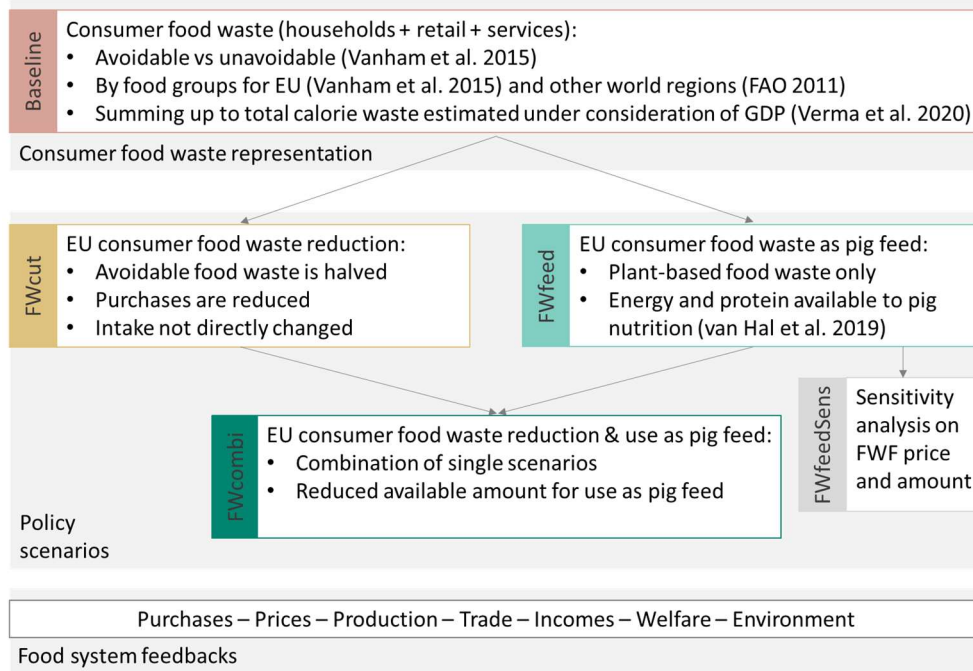 Baseline
Consumer food waste (households + retail + services):
• Avoidable vs unavoidable (Vanham et al. 2015)
• By food groups for EU (Vanham et al. 2015) and other world regions (FAO 2011)
• Summing up to total calorie waste estimated under consideration of GDP (Verma et al. 2020)
Consumer food waste representation
FWcut
EU consumer food waste reduction:
• Avoidable food waste is halved
• Purchases are reduced
• Intake not directly changed
FWfeed
EU consumer food waste as pig feed:
• Plant-based food waste only
• Energy and protein available to pig
nutrition (van Hal et al. 2019)
FWcombi
EU consumer food waste reduction & use as pig feed:
• Combination of single scenarios
• Reduced available amount for use as pig feed
FWfeedSens
Sensitivity
analysis on
FWF price
and amount
Policy
scenarios
Purchases – Prices – Production – Trade – Incomes – Welfare – Environment
Food system feedbacks